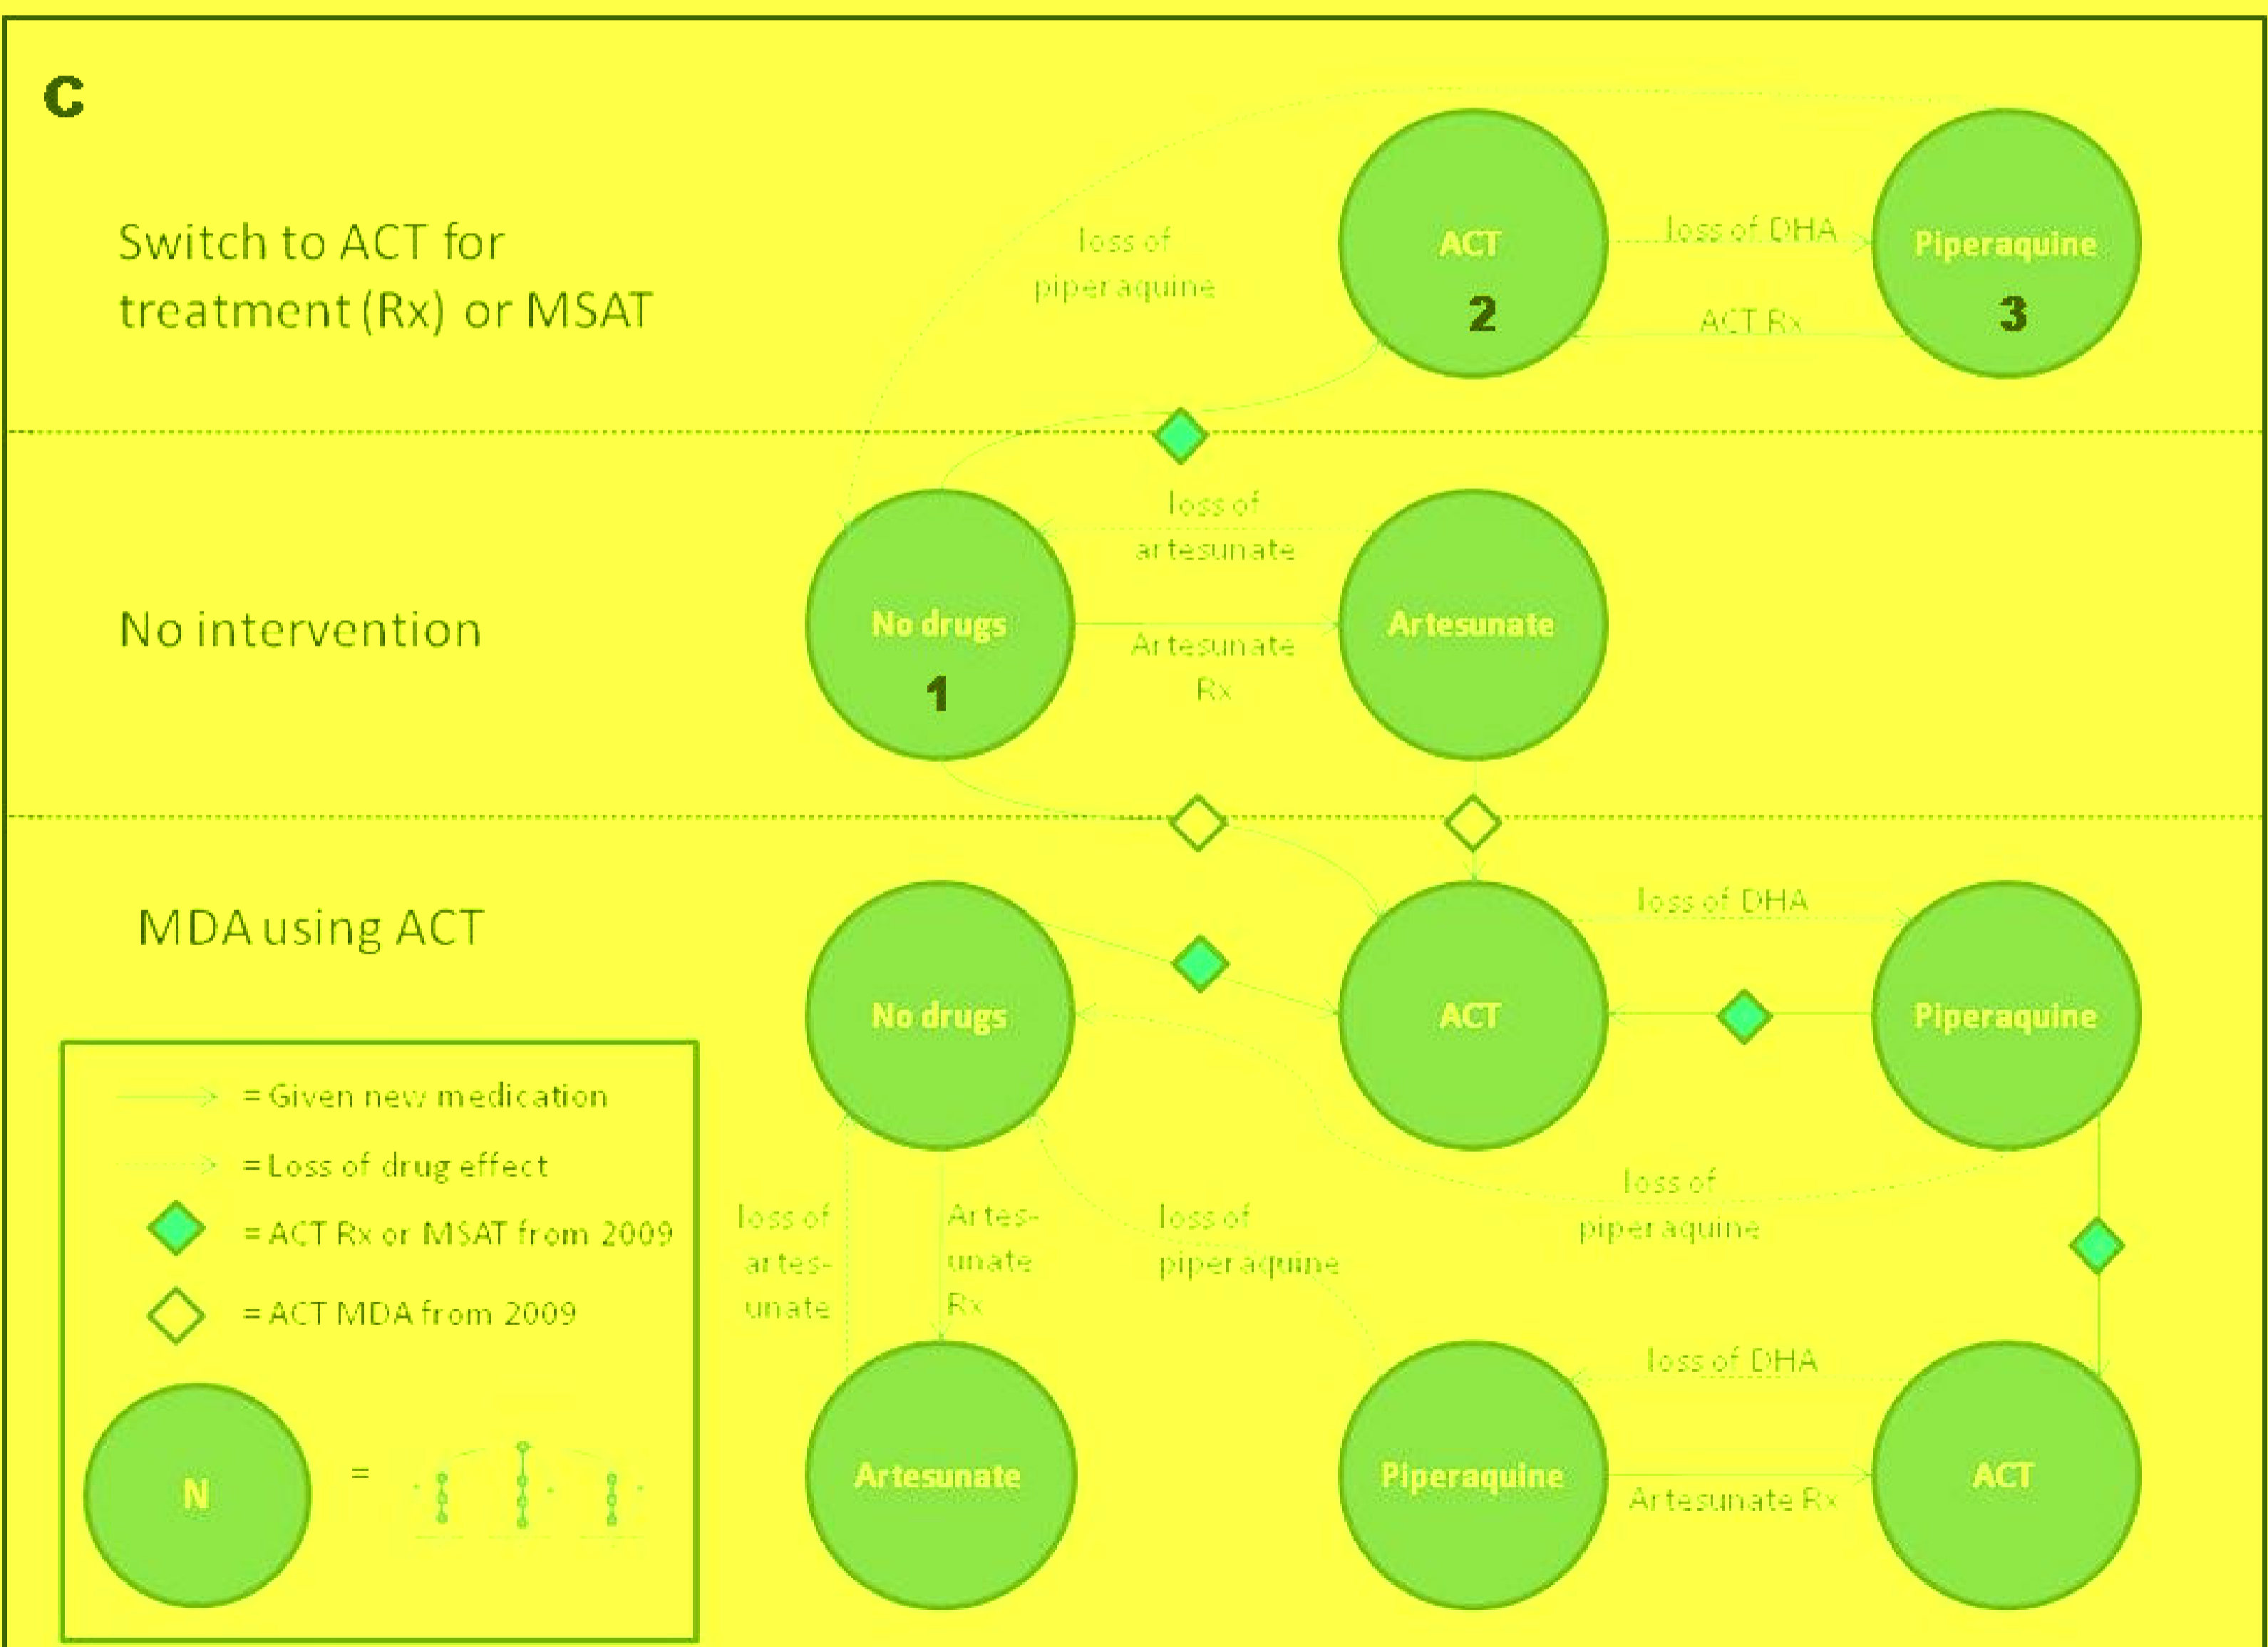 C
Switch to ACT for
treatment (Rx) or MSAT
loss of
piperaquine
ACT
2
loss of DHA
ACT Rx
Piperaquine
3
No intervention
No drugs
1
loss of
artesunate
Artesunate
Rx
Artesunate
MDA using ACT
No drugs
ACT
loss of DHA
Piperaquine
loss of
artes-
unate
Artes-
unate
Rx
loss of
piperaquine
loss of
piperaquine
Artesunate
Piperaquine
loss of DHA
Artesunate Rx
ACT
= Given new medication
= Loss of drug effect
= ACT Rx or MSAT from 2009
= ACT MDA from 2009
N
=